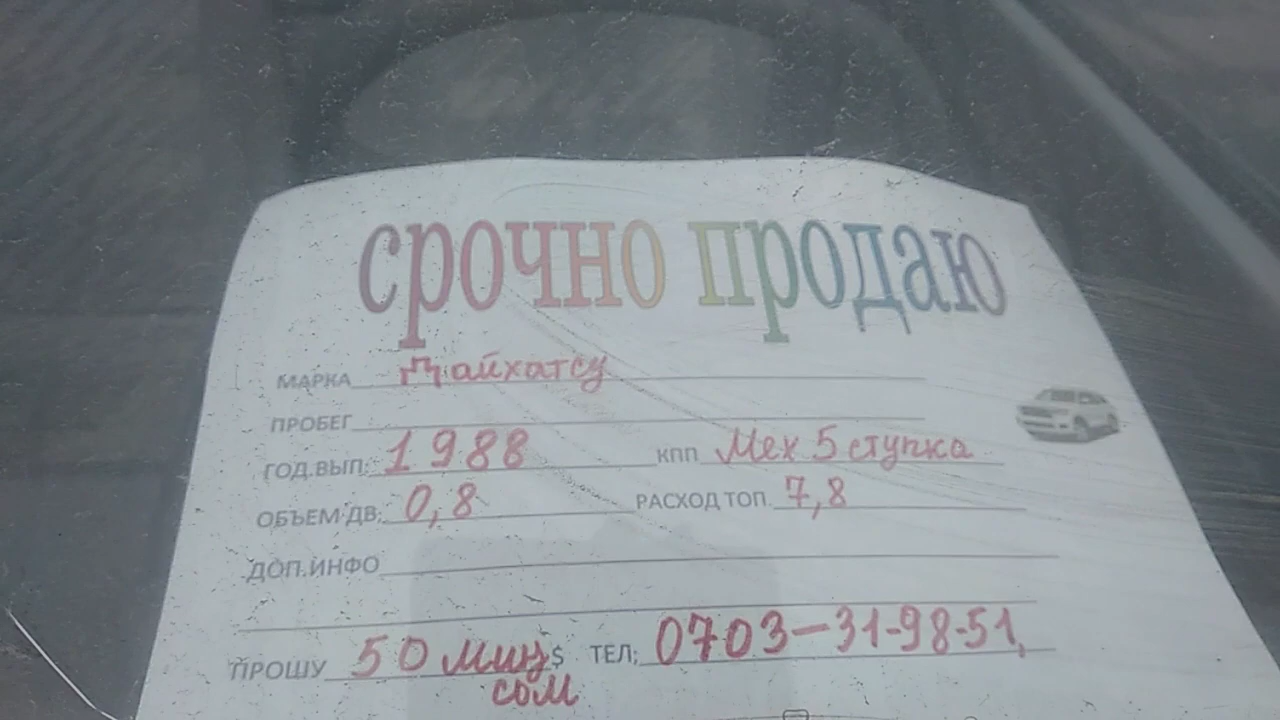 срочно продаю
МАРКА Дайхатсу
ПРОБЕГ
ГОД.ВЫП: 1988 КПП Мех 5 ступка
ОБЪЕМ ДВ; 0,8 РАСХОД ТОП. 7,8
ДОП.ИНФО
ПРОШУ 50 миң $ ТЕЛ; 0703-31-98-51,
сом